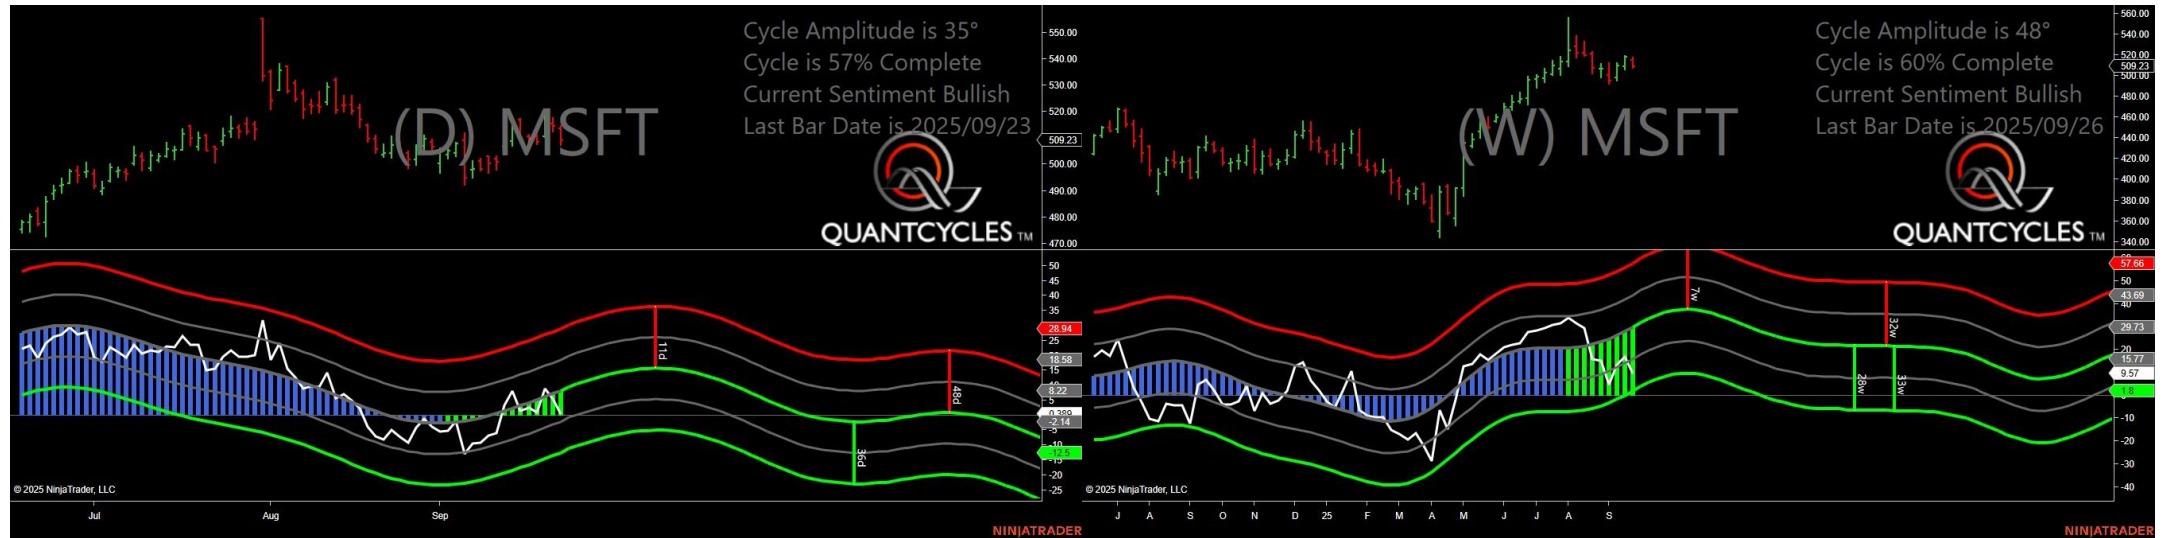 Cycle Amplitude is 35°
Cycle is 57% Complete
Current Sentiment Bullish
Last Bar Date is 2025/09/23
(D) MSFT
QUANTCYCLES TM
550.00
540.00
530.00
520.00
509.23
500.00
490.00
480.00
470.00
50
45
40
35
28.94
25
18.58
15
8.22
5
0.389
-2.14
-5
-10
-12.5
-15
-20
-25
11d
36d
48d
© 2025 NinjaTrader, LLC
Jul
Aug
Sep
NINJATRADER
Cycle Amplitude is 48°
Cycle is 60% Complete
Current Sentiment Bullish
Last Bar Date is 2025/09/26
(W) MSFT
QUANTCYCLES TM
560.00
540.00
520.00
509.23
500.00
480.00
460.00
440.00
420.00
400.00
380.00
360.00
340.00
57.66
50
43.69
40
29.73
20
15.77
9.57
1.8
-10
-20
-30
-40
7w
32w
28w
33w
© 2025 NinjaTrader, LLC
J A S O N D 25 F M A M J J A S
NINJATRADER